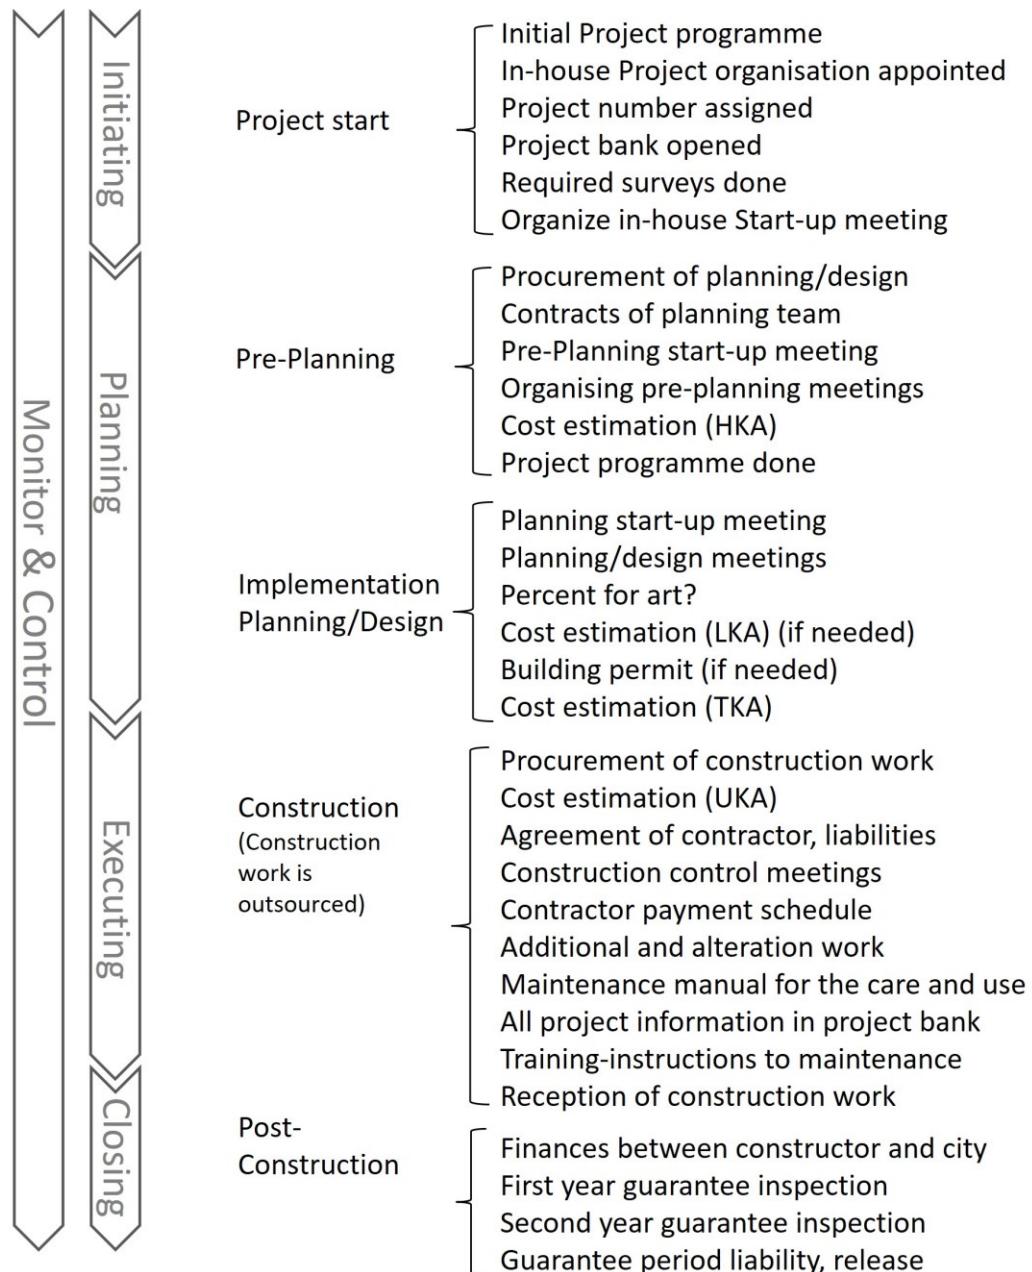 Monitor & Control
Initiating
Planning
Executing
Closing
Project start
Initial Project programme
In-house Project organisation appointed
Project number assigned
Project bank opened
Required surveys done
Organize in-house Start-up meeting
Pre-Planning
Procurement of planning/design
Contracts of planning team
Pre-Planning start-up meeting
Organising pre-planning meetings
Cost estimation (HKA)
Project programme done
Implementation
Planning/Design
Planning start-up meeting
Planning/design meetings
Percent for art?
Cost estimation (LKA) (if needed)
Building permit (if needed)
Cost estimation (TKA)
Construction
(Construction
work is
outsourced)
Procurement of construction work
Cost estimation (UKA)
Agreement of contractor, liabilities
Construction control meetings
Contractor payment schedule
Additional and alteration work
Maintenance manual for the care and use
All project information in project bank
Training-instructions to maintenance
Reception of construction work
Post-
Construction
Finances between constructor and city
First year guarantee inspection
Second year guarantee inspection
Guarantee period liability, release